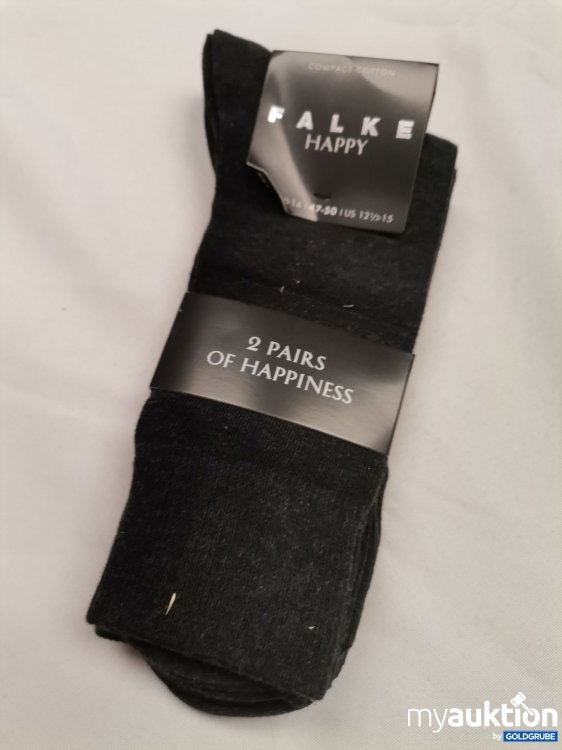 COMPACT COTTON
FALKE
HAPPY
47-50 | US 12½-15
2 PAIRS
OF HAPPINESS
myauktion
by GOLDGRUBE